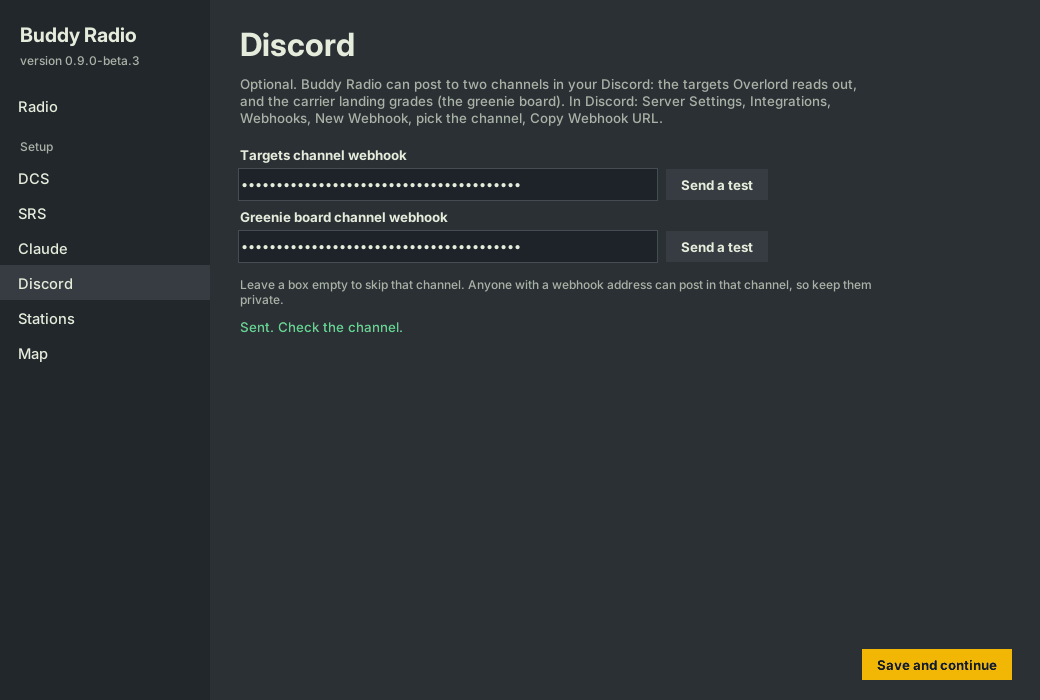 Buddy Radio
version 0.9.0-beta.3
Radio
Setup
DCS
SRS
Claude
Discord
Stations
Map
Discord
Optional. Buddy Radio can post to two channels in your Discord: the targets Overlord reads out,
and the carrier landing grades (the greenie board). In Discord: Server Settings, Integrations,
Webhooks, New Webhook, pick the channel, Copy Webhook URL.
Targets channel webhook
••••••••••••••••••••••••••••••••••••••••
Send a test
Greenie board channel webhook
••••••••••••••••••••••••••••••••••••••••
Send a test
Leave a box empty to skip that channel. Anyone with a webhook address can post in that channel, so keep them
private.
Sent. Check the channel.
Save and continue